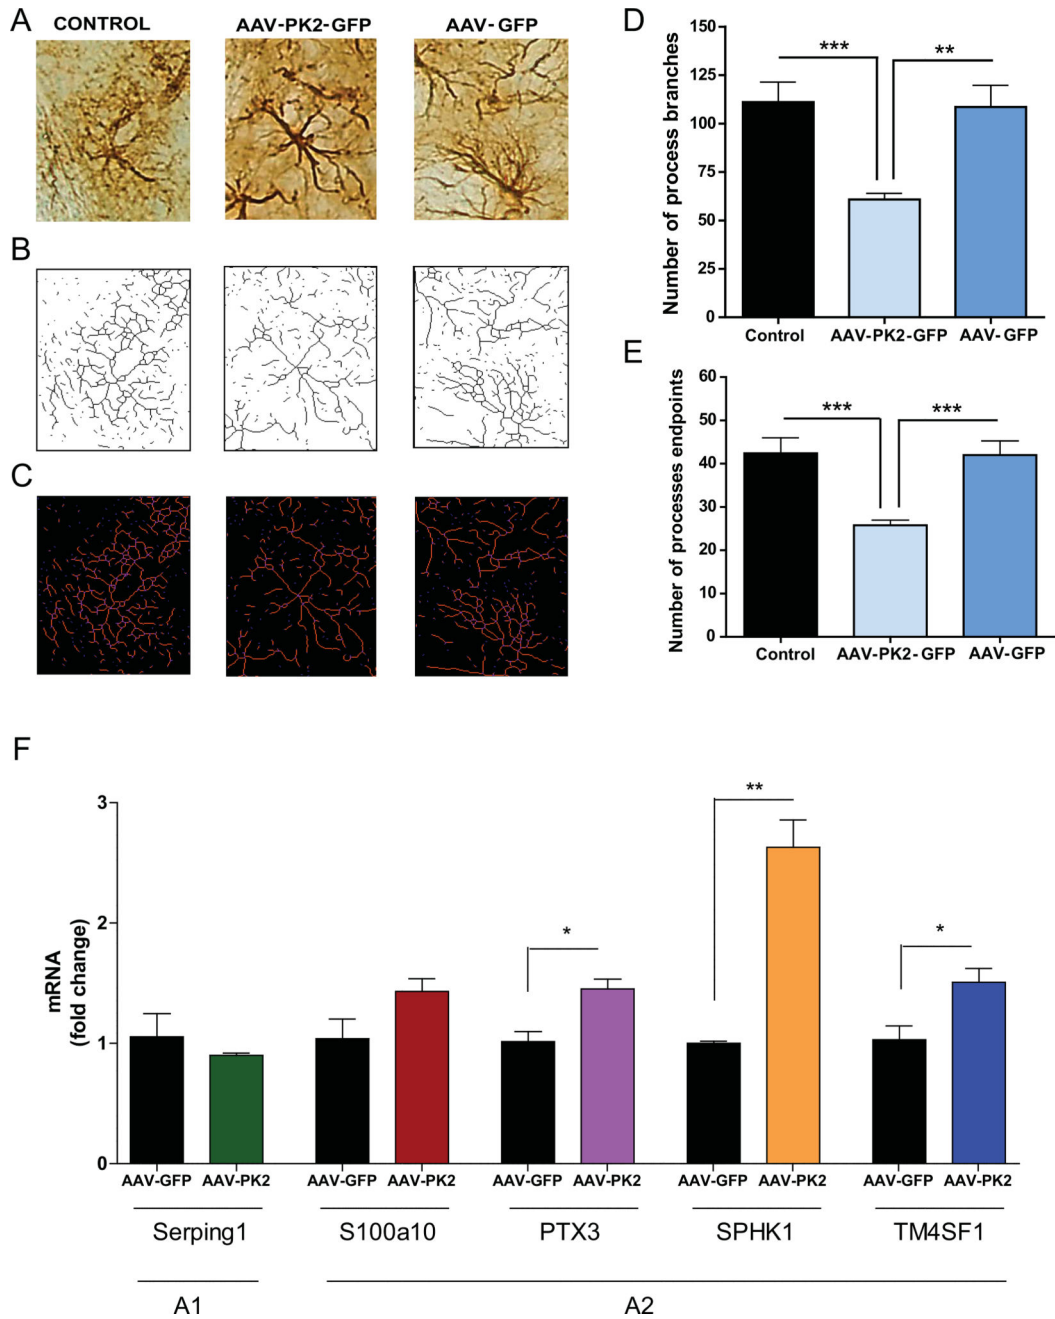 A
CONTROL
AAV-PK2-GFP
AAV-GFP
B
C
D
Number of process branches
150
125
100
75
50
25
0
***
**
Control
AAV-PK2-GFP
AAV-GFP
E
Number of processes endpoints
60
50
40
30
20
10
0
***
***
Control
AAV-PK2-GFP
AAV-GFP
F
mRNA
(fold change)
3
2
1
0
*
**
*
AAV-GFP AAV-PK2 AAV-GFP AAV-PK2 AAV-GFP AAV-PK2 AAV-GFP AAV-PK2 AAV-GFP AAV-PK2
Serping1 S100a10 PTX3 SPHK1 TM4SF1
A1 A2